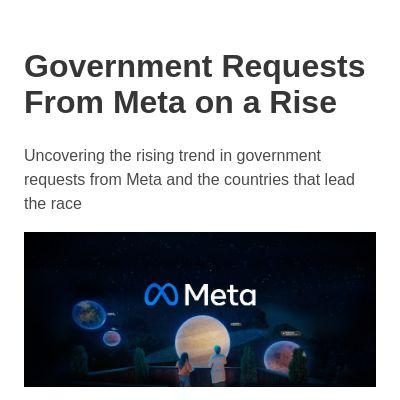 Government Requests
From Meta on a Rise
Uncovering the rising trend in government
requests from Meta and the countries that lead
the race
Meta